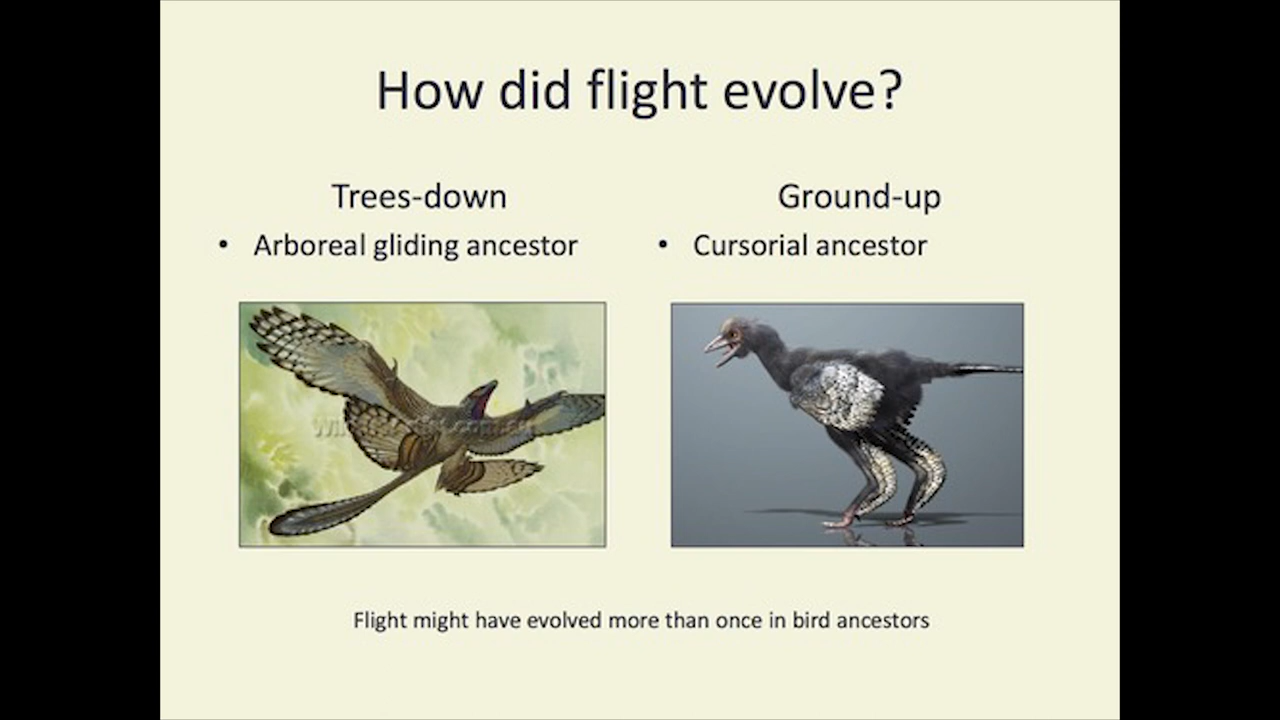 How did flight evolve?
Trees-down
• Arboreal gliding ancestor
Ground-up
• Cursorial ancestor
Flight might have evolved more than once in bird ancestors